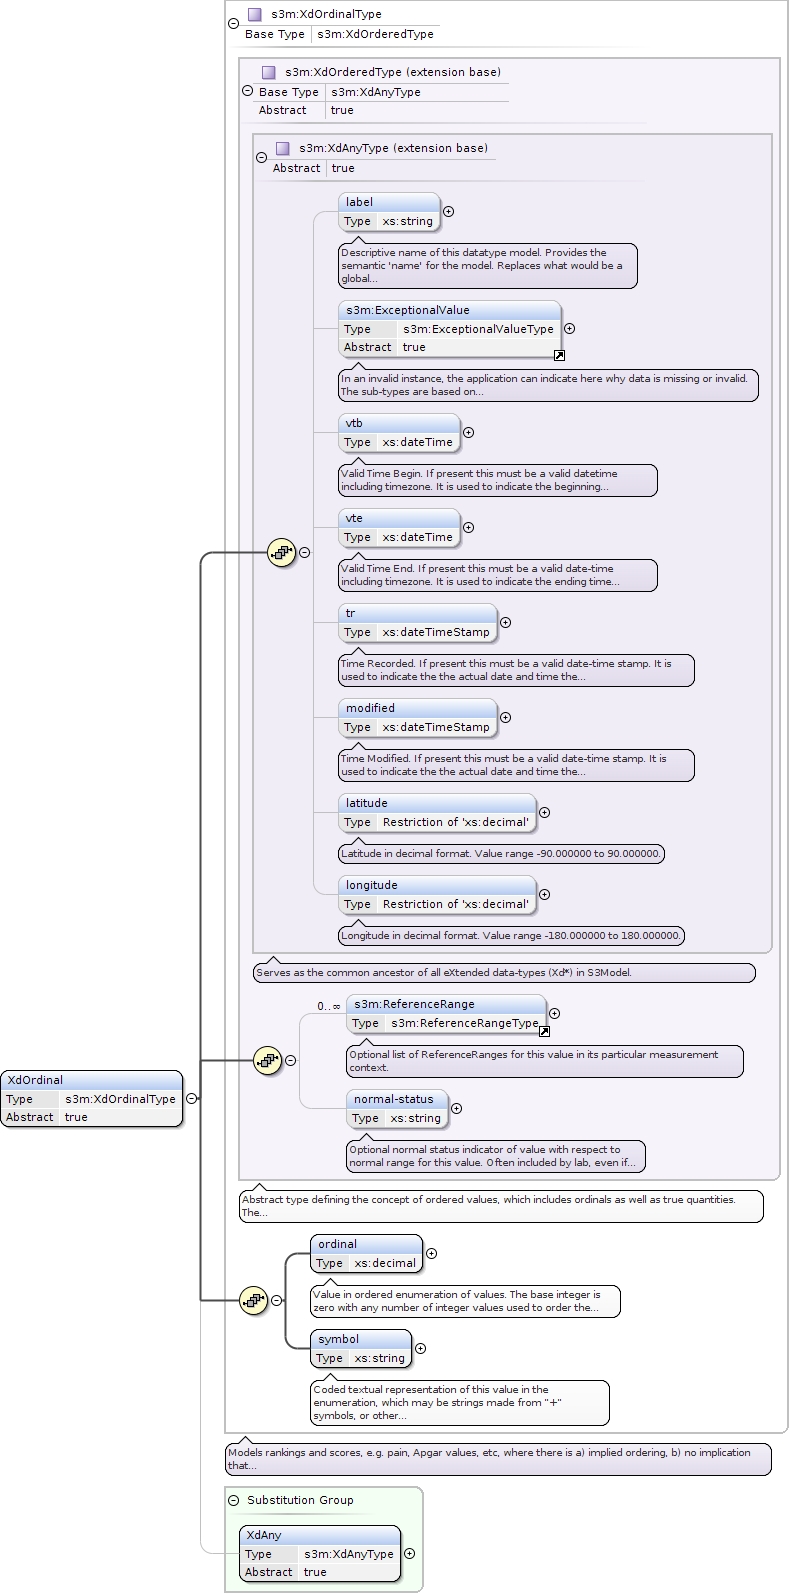 s3m:XdOrdinalType
Base Type s3m:XdOrderedType
s3m:XdOrderedType (extension base)
Base Type s3m:XdAnyType
Abstract true
s3m:XdAnyType (extension base)
Abstract true
label
Type xs:string
Descriptive name of this datatype model. Provides the
semantic 'name' for the model. Replaces what would be a
global...
s3m:ExceptionalValue
Type s3m:ExceptionalValueType
Abstract true
In an invalid instance, the application can indicate here why data is missing or invalid.
The sub-types are based on...
vtb
Type xs:dateTime
Valid Time Begin. If present this must be a valid datetime
including timezone. It is used to indicate the beginning...
vte
Type xs:dateTime
Valid Time End. If present this must be a valid date-time
including timezone. It is used to indicate the ending time...
tr
Type xs:dateTimeStamp
Time Recorded. If present this must be a valid date-time stamp. It is
used to indicate the the actual date and time the...
modified
Type xs:dateTimeStamp
Time Modified. If present this must be a valid date-time stamp. It is
used to indicate the the actual date and time the...
latitude
Type Restriction of 'xs:decimal'
Latitude in decimal format. Value range -90.000000 to 90.000000.
longitude
Type Restriction of 'xs:decimal'
Longitude in decimal format. Value range -180.000000 to 180.000000.
Serves as the common ancestor of all eXtended data-types (Xd*) in S3Model.
0..∞
s3m:ReferenceRange
Type s3m:ReferenceRangeType
Optional list of ReferenceRanges for this value in its particular measurement
context.
XdOrdinal
Type s3m:XdOrdinalType
Abstract true
normal-status
Type xs:string
Optional normal status indicator of value with respect to
normal range for this value. Often included by lab, even if...
Abstract type defining the concept of ordered values, which includes ordinals as well as true quantities.
The...
ordinal
Type xs:decimal
Value in ordered enumeration of values. The base integer is
zero with any number of integer values used to order the...
symbol
Type xs:string
Coded textual representation of this value in the
enumeration, which may be strings made from "+"
symbols, or other...
Models rankings and scores, e.g. pain, Apgar values, etc, where there is a) implied ordering, b) no implication
that...
Substitution Group
XdAny
Type s3m:XdAnyType
Abstract true